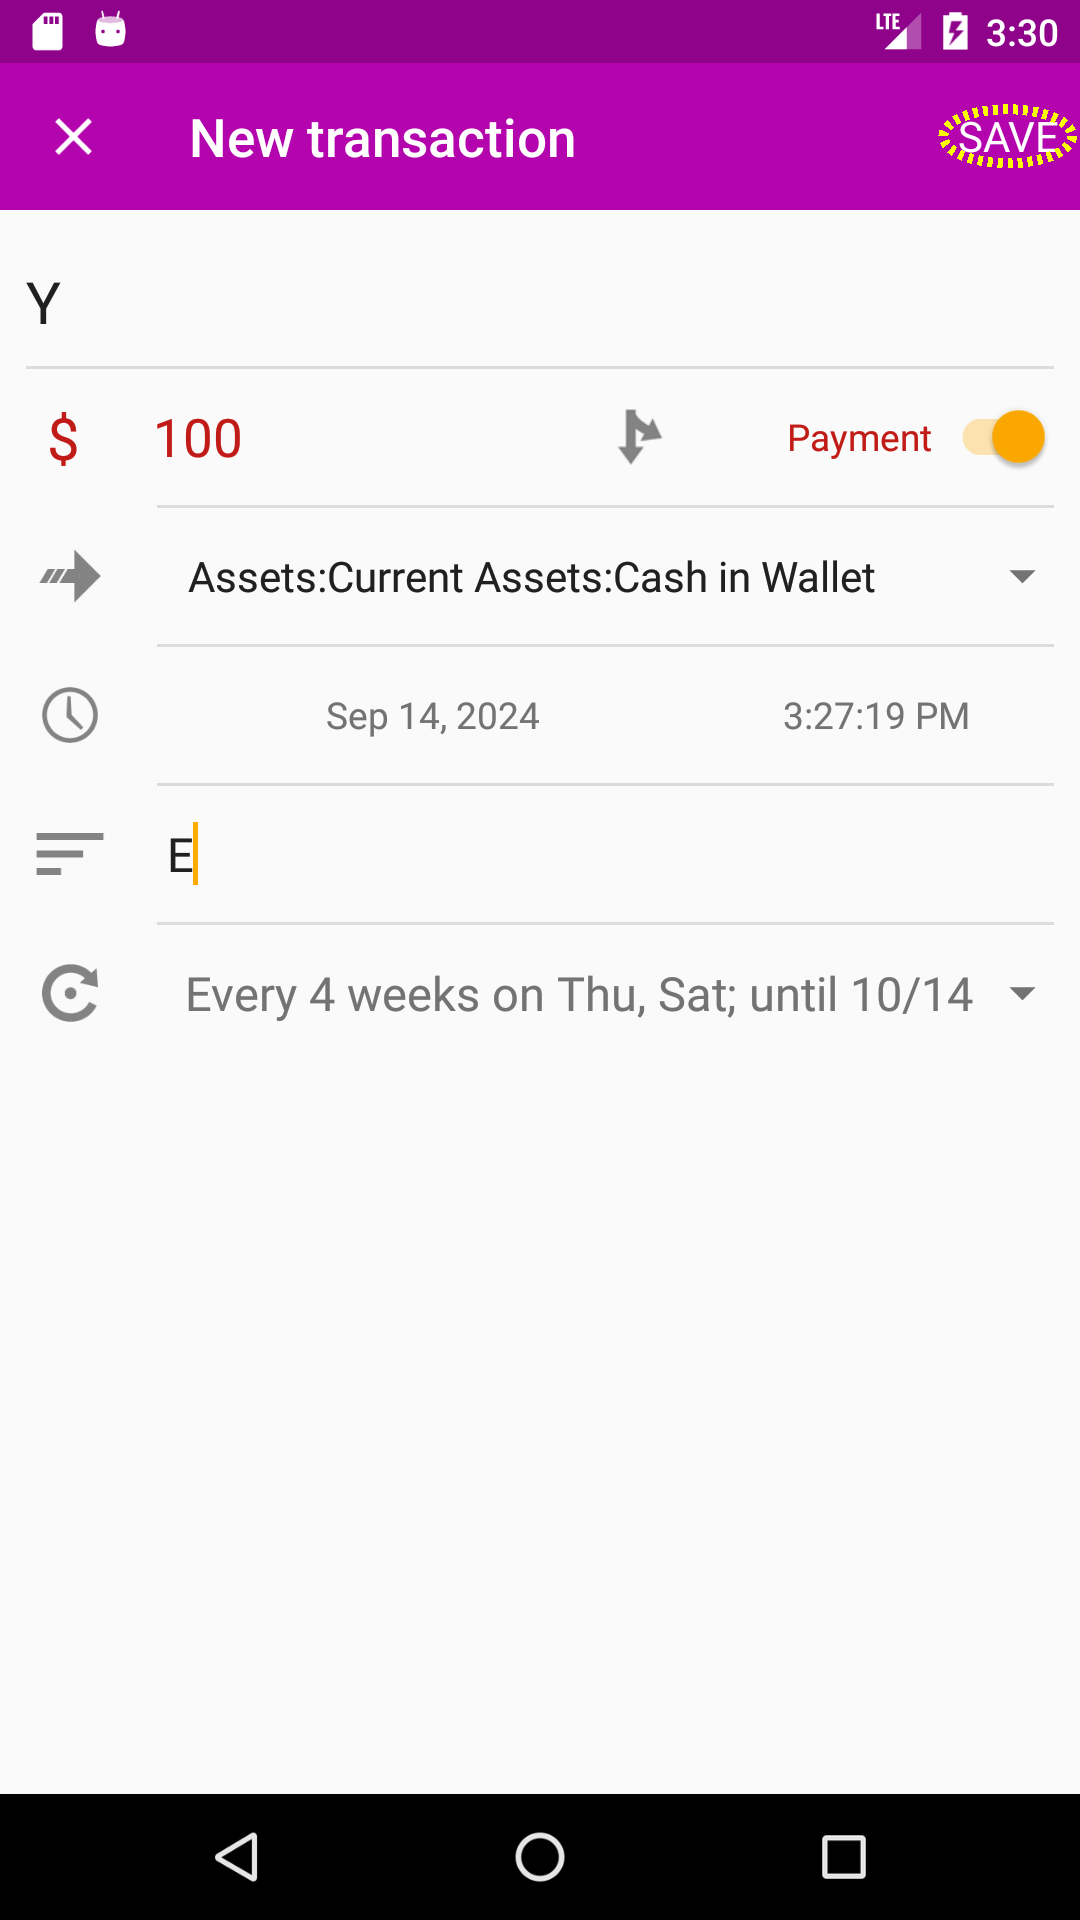 LTE 3:30
New transaction SAVE
Y
$ 100 Payment
Assets:Current Assets:Cash in Wallet
Sep 14, 2024 3:27:19 PM
E
Every 4 weeks on Thu, Sat; until 10/14